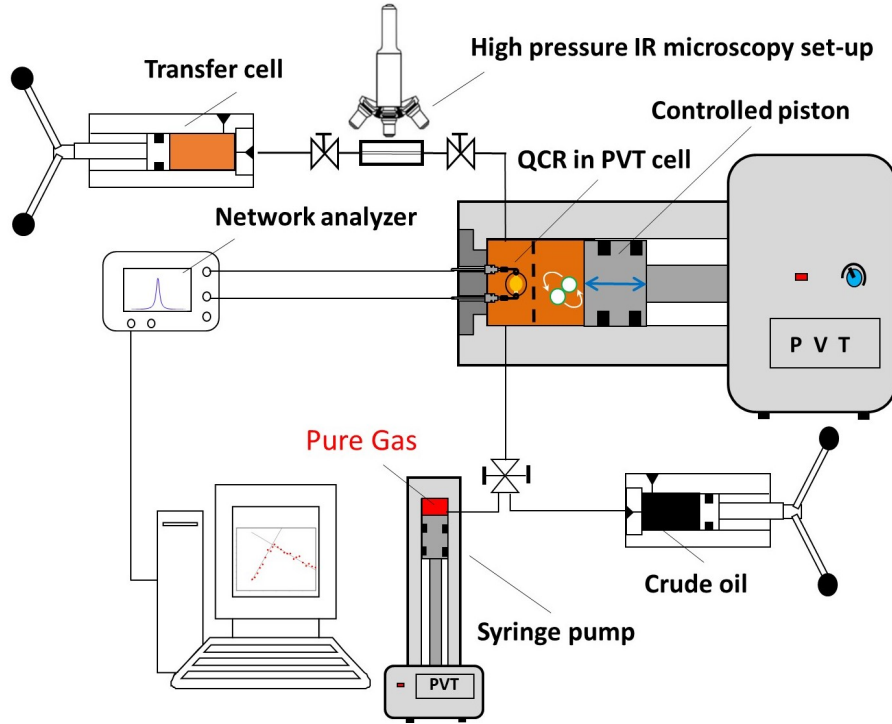 High pressure IR microscopy set-up
Transfer cell
Controlled piston
QCR in PVT cell
Network analyzer
P V T
Pure Gas
Crude oil
Syringe pump
PVT